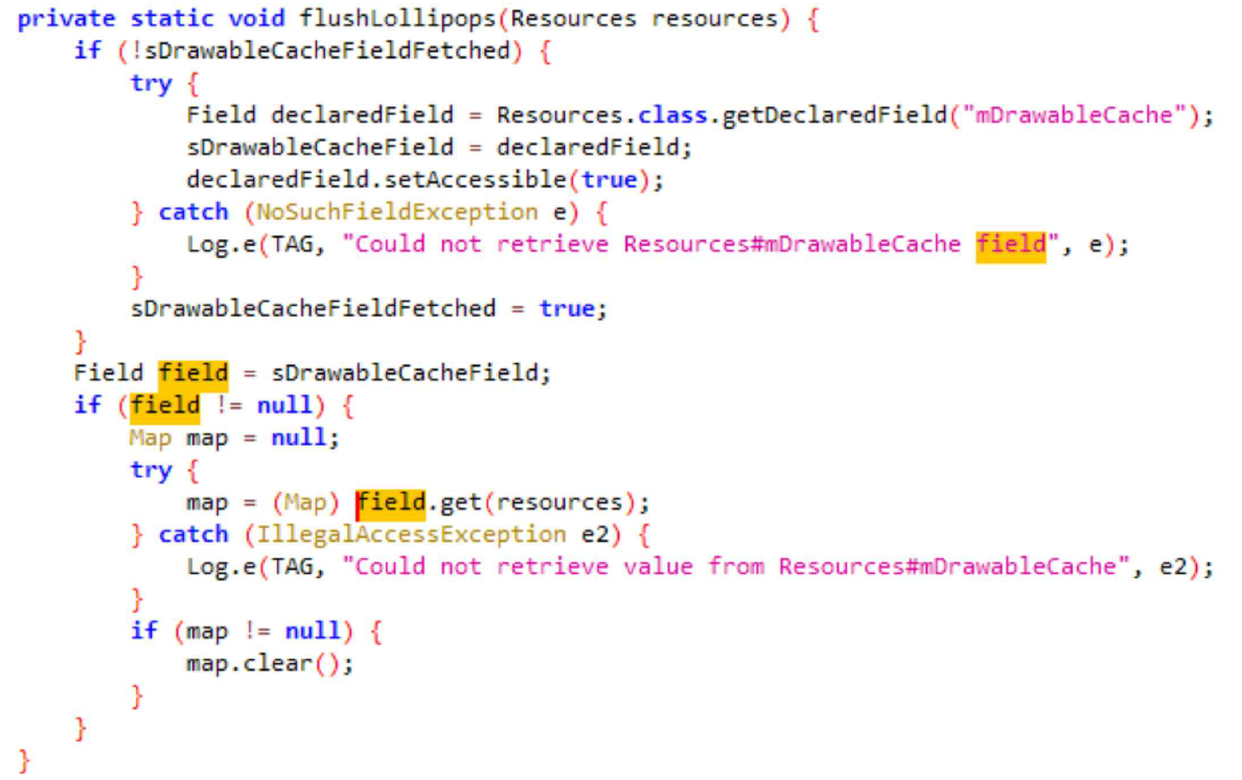 private static void flushLollipops(Resources resources) {
    if (!sDrawableCacheFieldFetched) {
        try {
            Field declaredField = Resources.class.getDeclaredField("mDrawableCache");
            sDrawableCacheField = declaredField;
            declaredField.setAccessible(true);
        } catch (NoSuchFieldException e) {
            Log.e(TAG, "Could not retrieve Resources#mDrawableCache field", e);
        }
        sDrawableCacheFieldFetched = true;
    }
    Field field = sDrawableCacheField;
    if (field != null) {
        Map map = null;
        try {
            map = (Map) field.get(resources);
        } catch (IllegalAccessException e2) {
            Log.e(TAG, "Could not retrieve value from Resources#mDrawableCache", e2);
        }
        if (map != null) {
            map.clear();
        }
    }
}